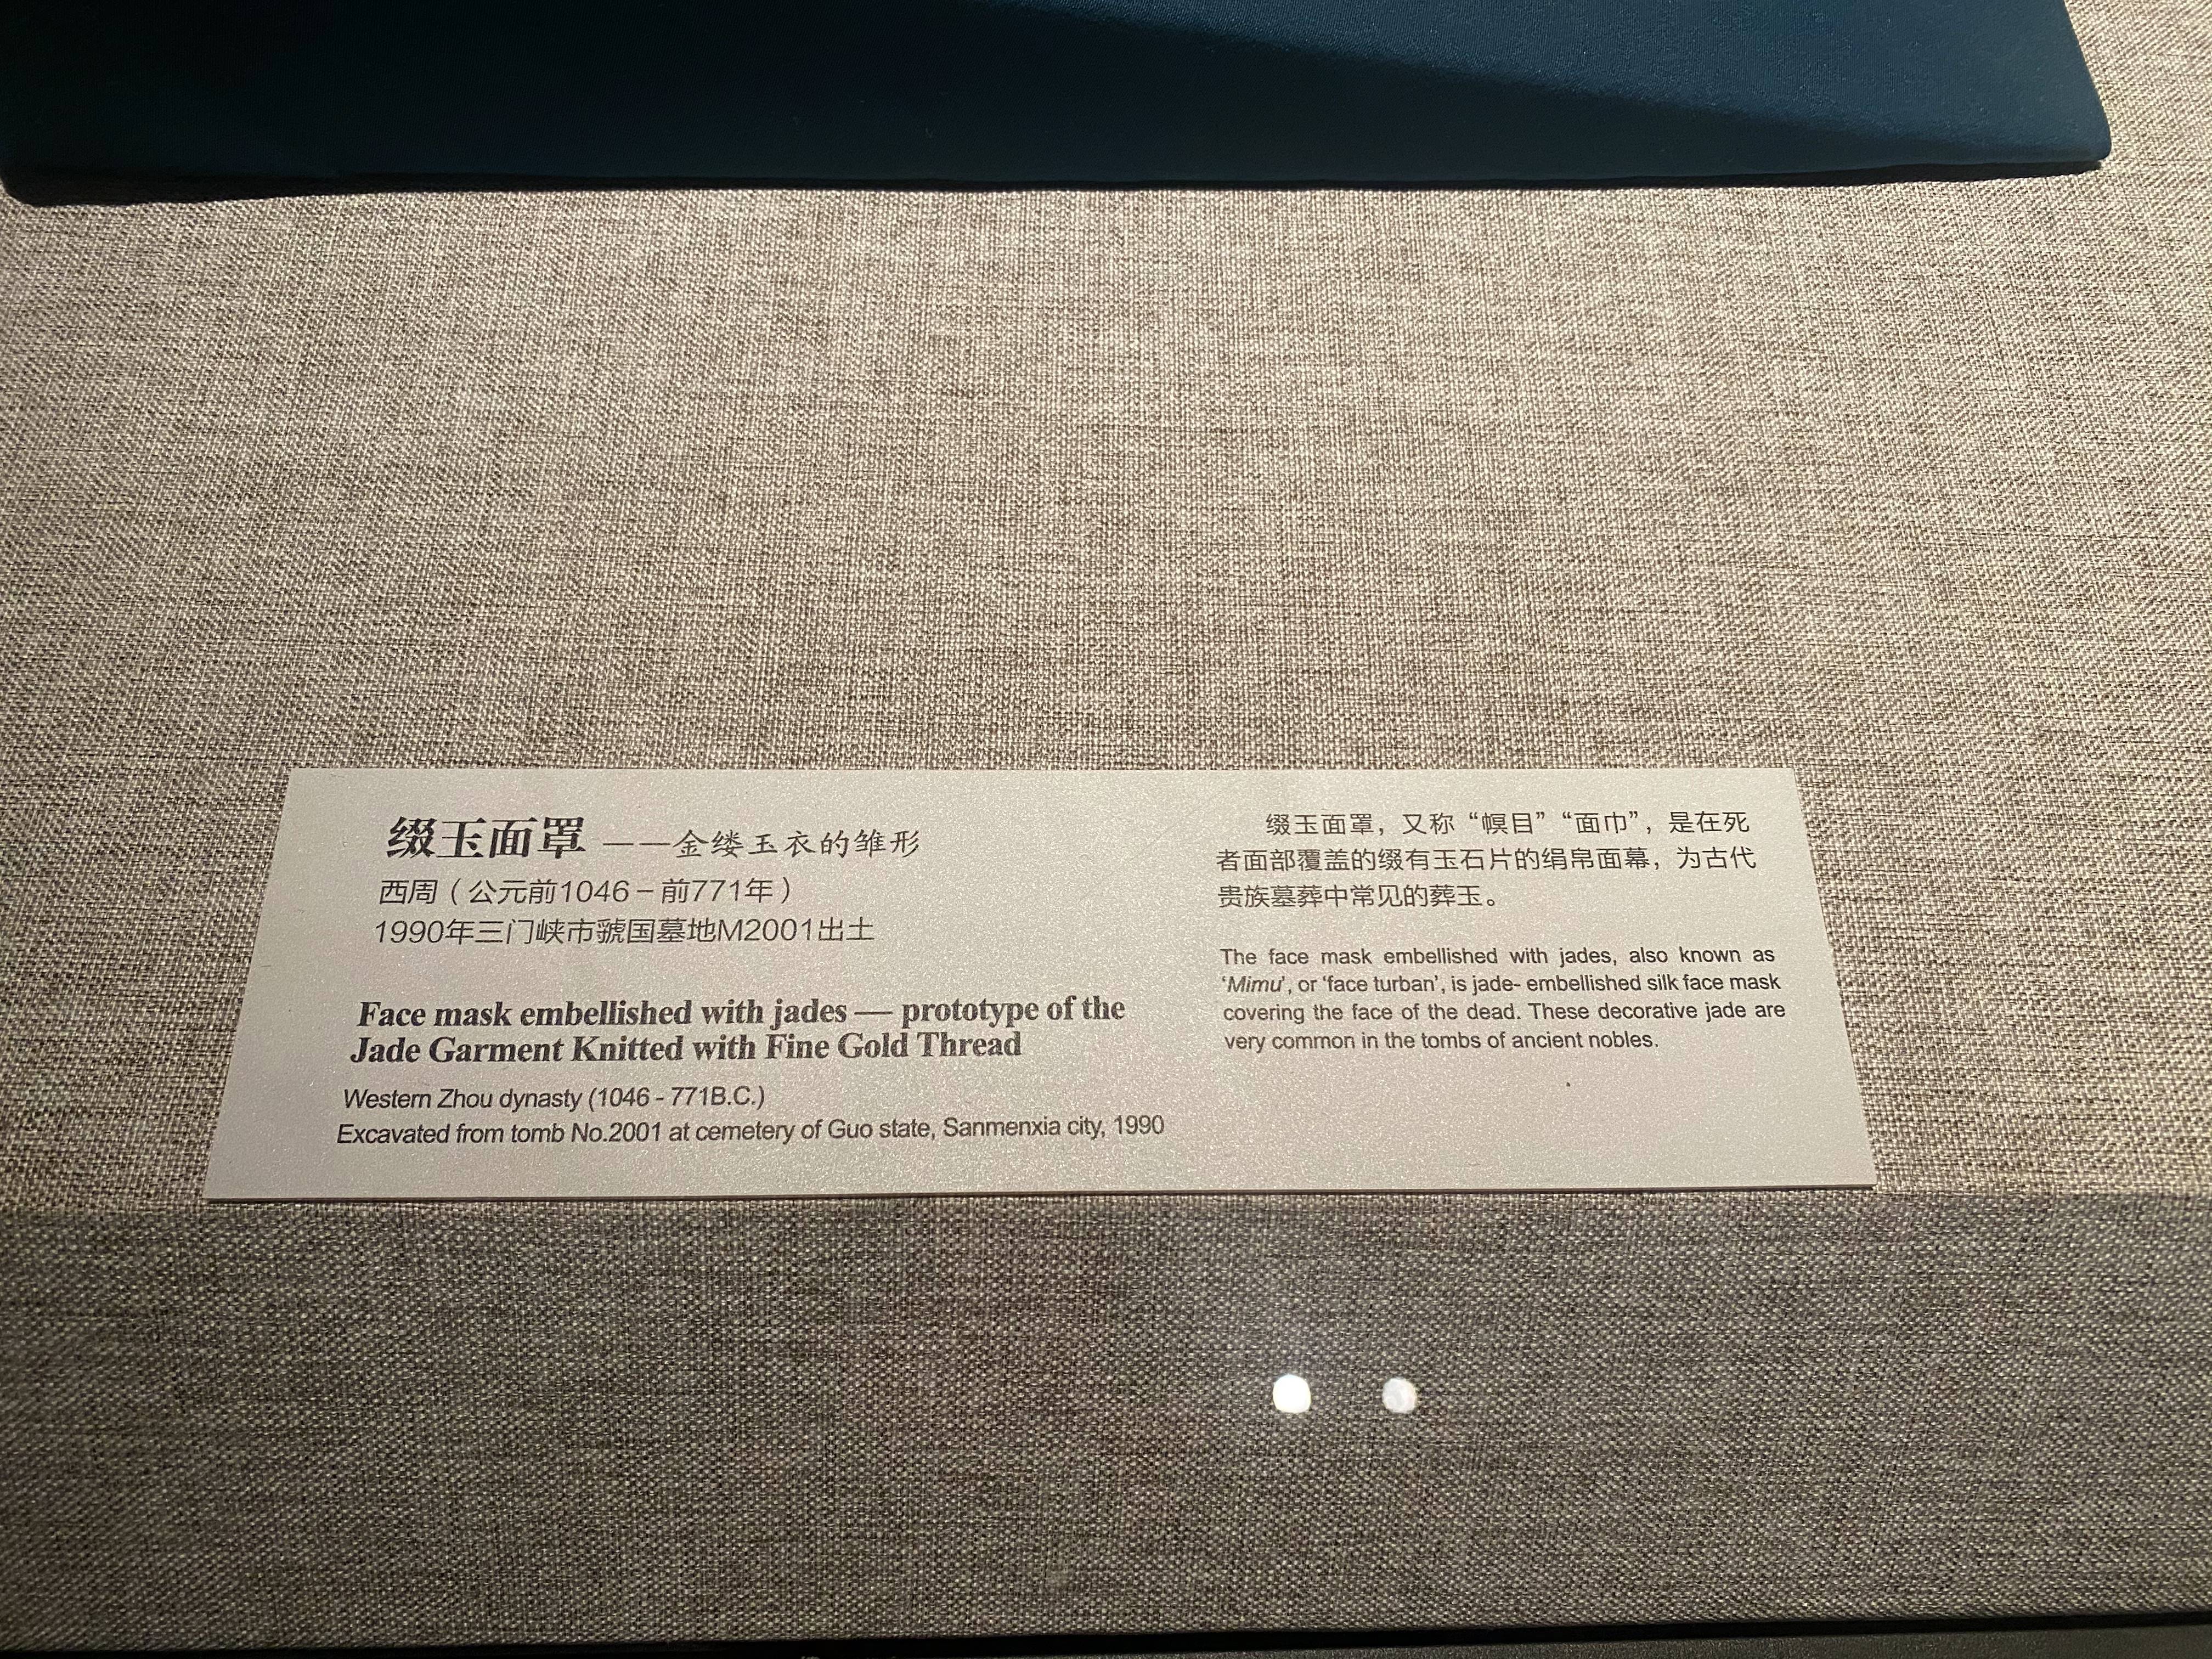 缀玉面罩 ——金缕玉衣的雏形
西周（公元前1046－前771年）
1990年三门峡市虢国墓地M2001出土
Face mask embellished with jades — prototype of the
Jade Garment Knitted with Fine Gold Thread
Western Zhou dynasty (1046 - 771B.C.)
Excavated from tomb No.2001 at cemetery of Guo state, Sanmenxia city, 1990
缀玉面罩，又称“幎目”“面巾”，是在死
者面部覆盖的缀有玉石片的绢帛面幕，为古代
贵族墓葬中常见的葬玉。
The face mask embellished with jades, also known as
‘Mimu’, or ‘face turban’, is jade- embellished silk face mask
covering the face of the dead. These decorative jade are
very common in the tombs of ancient nobles.